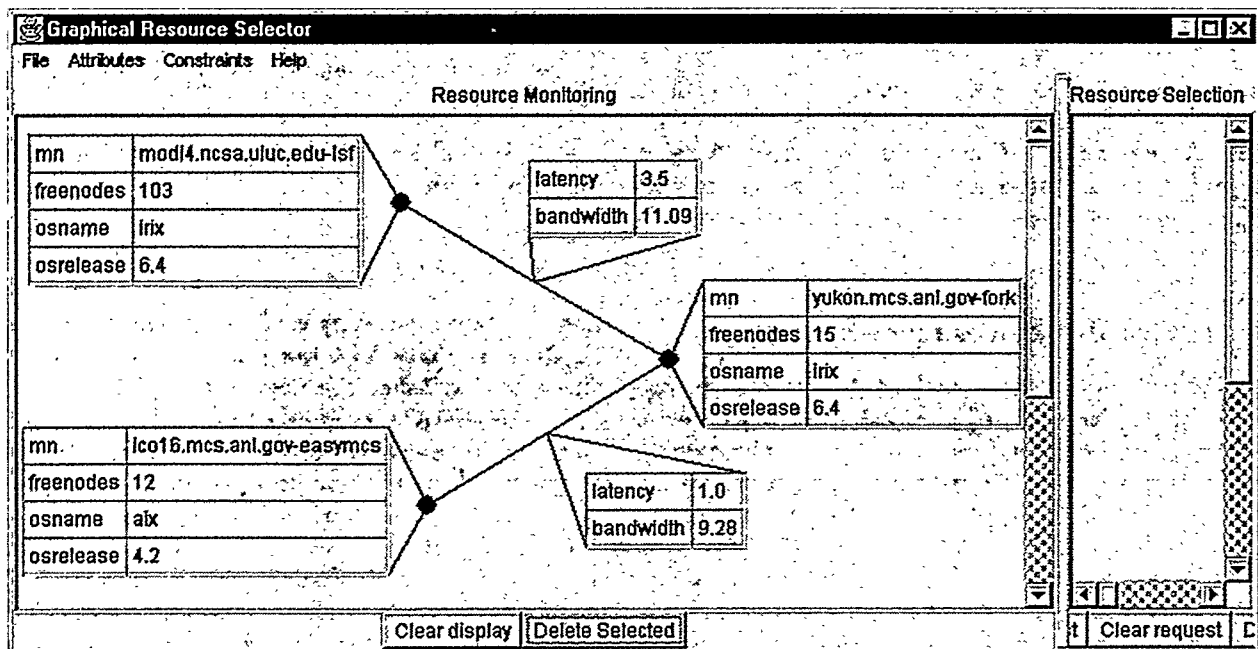 Graphical Resource Selector
File Attributes Constraints Help
Resource Monitoring
Resource Selection
mn modi4.ncsa.uiuc.edu-lsf
freenodes 103
osname irix
osrelease 6.4
latency 3.5
bandwidth 11.09
mn yukon.mcs.anl.gov-fork
freenodes 15
osname irix
osrelease 6.4
mn ico16.mcs.anl.gov-easymcs
freenodes 12
osname aix
osrelease 4.2
latency 1.0
bandwidth 9.28
Clear display Delete Selected
t Clear request D